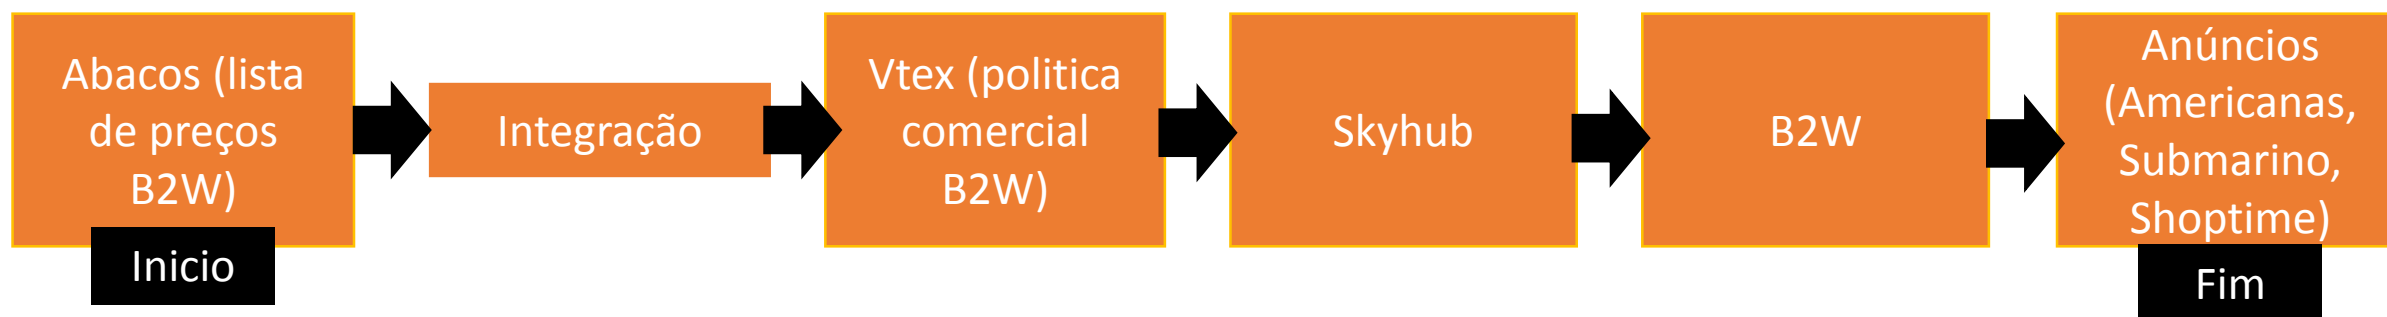 Abacos (lista
de preços
B2W)
Inicio
Integração
Vtex (politica
comercial
B2W)
Skyhub
B2W
Anúncios
(Americanas,
Submarino,
Shoptime)
Fim